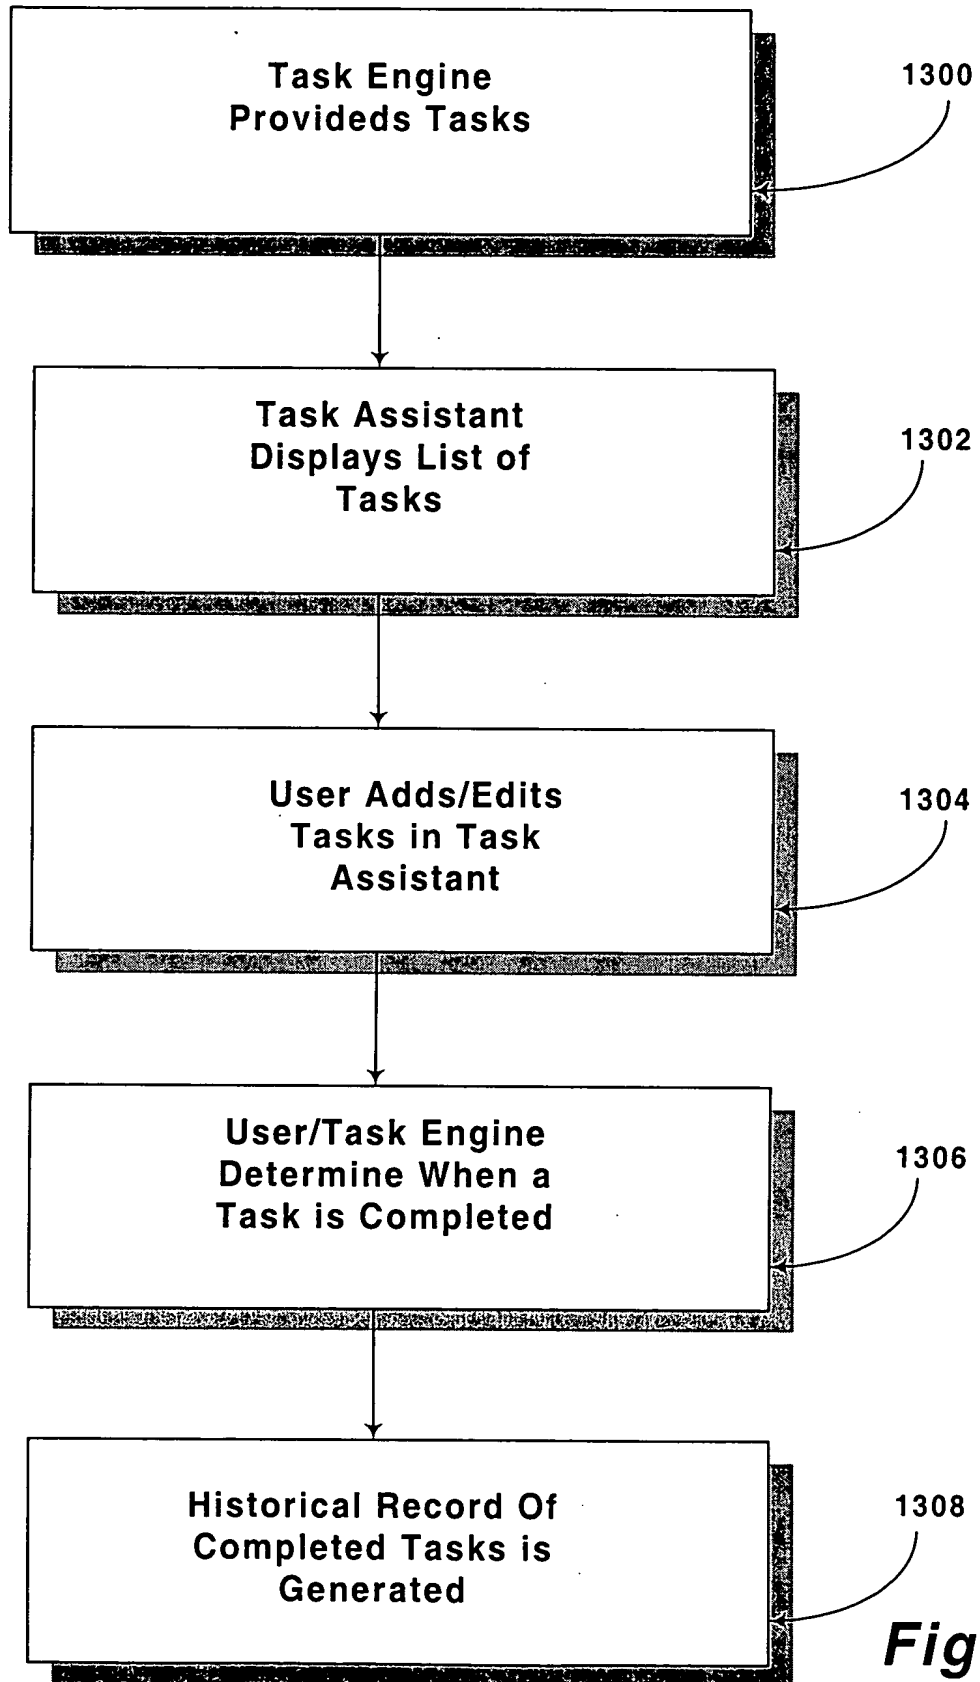 Task Engine
Provideds Tasks
1300
Task Assistant
Displays List of
Tasks
1302
User Adds/Edits
Tasks in Task
Assistant
1304
User/Task Engine
Determine When a
Task is Completed
1306
Historical Record Of
Completed Tasks is
Generated
1308
Fig